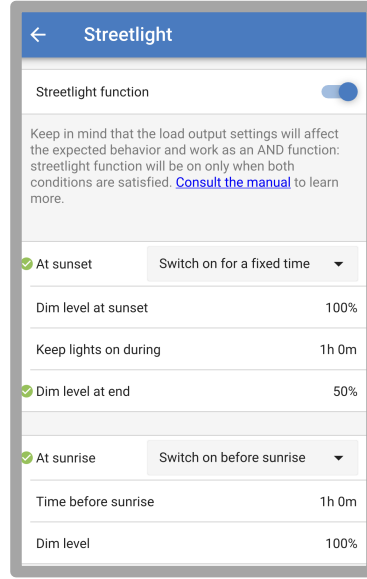 Streetlight
Streetlight function
Keep in mind that the load output settings will affect
the expected behavior and work as an AND function:
streetlight function will be on only when both
conditions are satisfied. Consult the manual to learn
more.
At sunset Switch on for a fixed time
Dim level at sunset 100%
Keep lights on during 1h 0m
Dim level at end 50%
At sunrise Switch on before sunrise
Time before sunrise 1h 0m
Dim level 100%